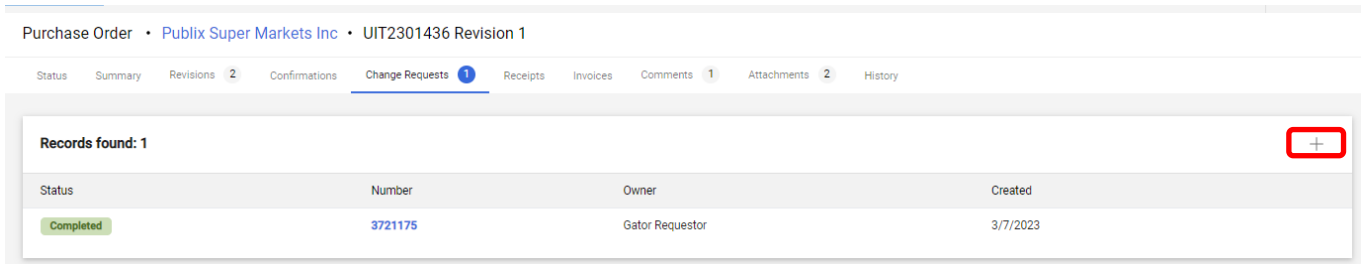 Purchase Order • Publix Super Markets Inc • UIT2301436 Revision 1
Status Summary Revisions 2 Confirmations Change Requests 1 Receipts Invoices Comments 1 Attachments 2 History
Records found: 1 +
Status Number Owner Created
Completed 3721175 Gator Requestor 3/7/2023